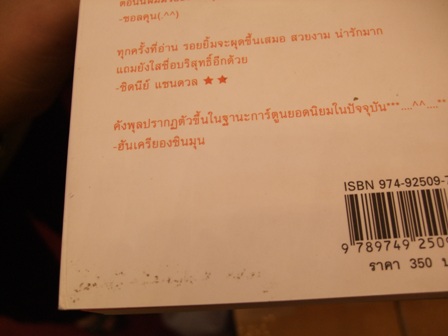 -ขอลคุน(.^^)
ทุกครั้งที่อ่าน รอยยิ้มจะผุดขึ้นเสมอ สวยงาม น่ารักมาก
แถมยังใสซื่อบริสุทธิ์อีกด้วย
-ซิดนีย์ แซนดวล ★★
คังพุลปรากฏตัวขึ้นในฐานะการ์ตูนยอดนิยมในปัจจุบัน***....^^....**
-ฮันเครียองชินมุน
ISBN 974-92509-7
9 789749 2509
ราคา 350 บ